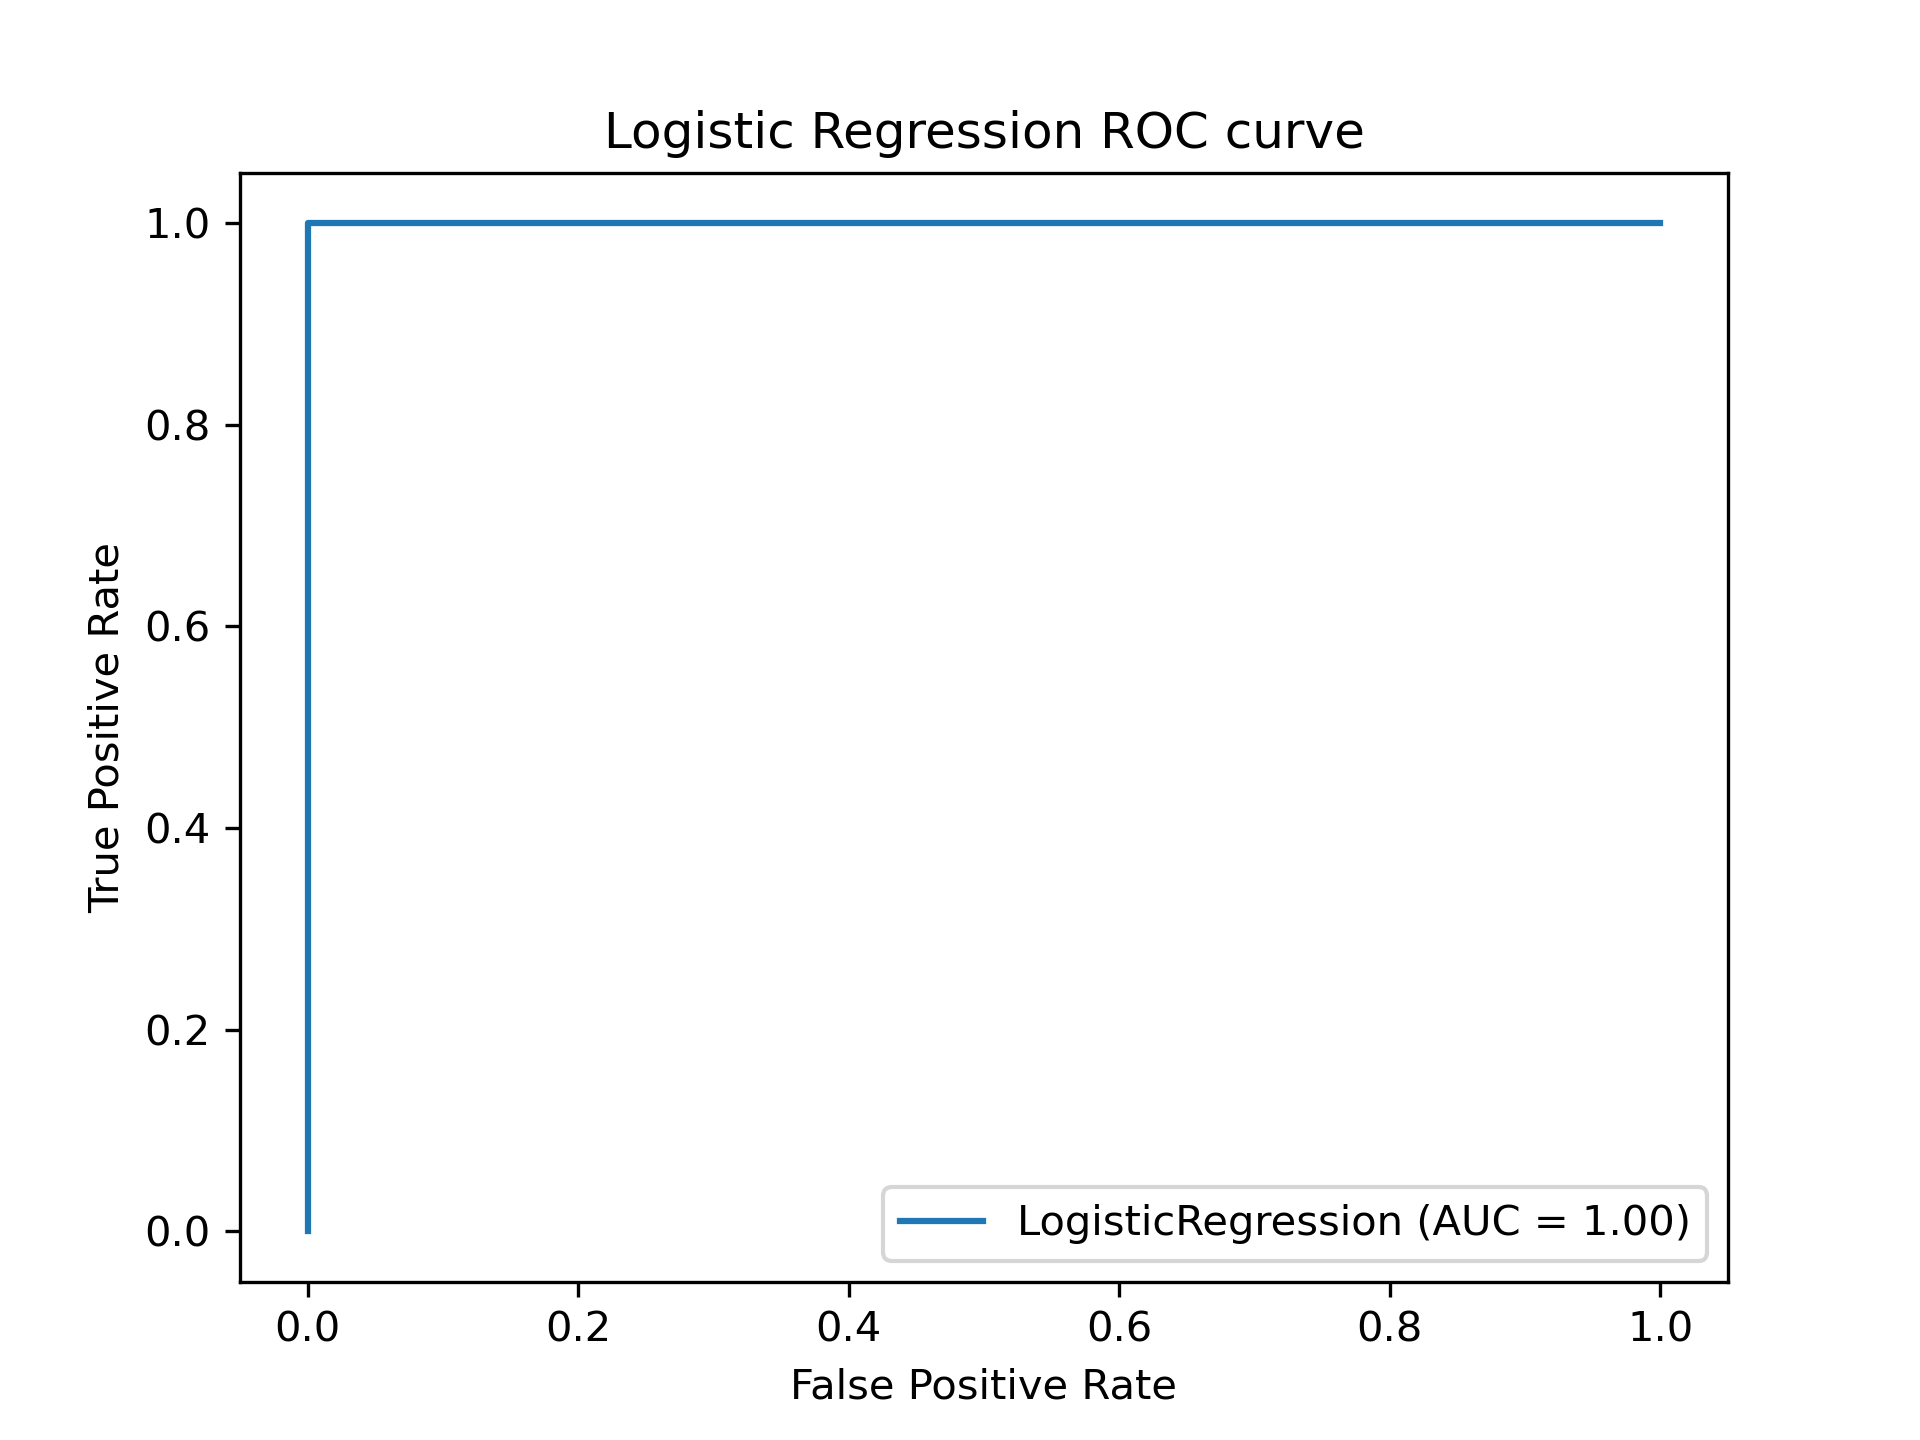 Logistic Regression ROC curve
1.0
0.8
0.6
0.4
0.2
0.0
True Positive Rate
LogisticRegression (AUC = 1.00)
0.0 0.2 0.4 0.6 0.8 1.0
False Positive Rate